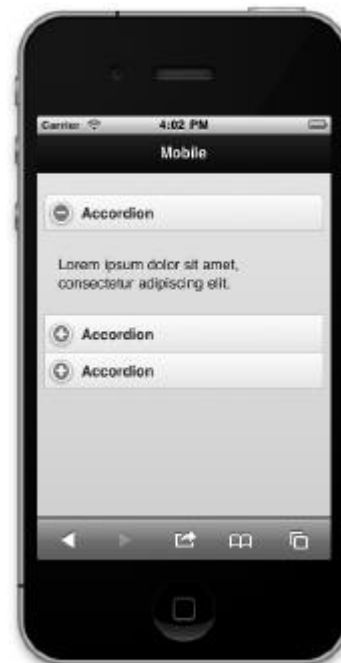 Carrier 4:02 PM
Mobile
Accordion
Lorem ipsum dolor sit amet,
consectetur adipiscing elit.
Accordion
Accordion